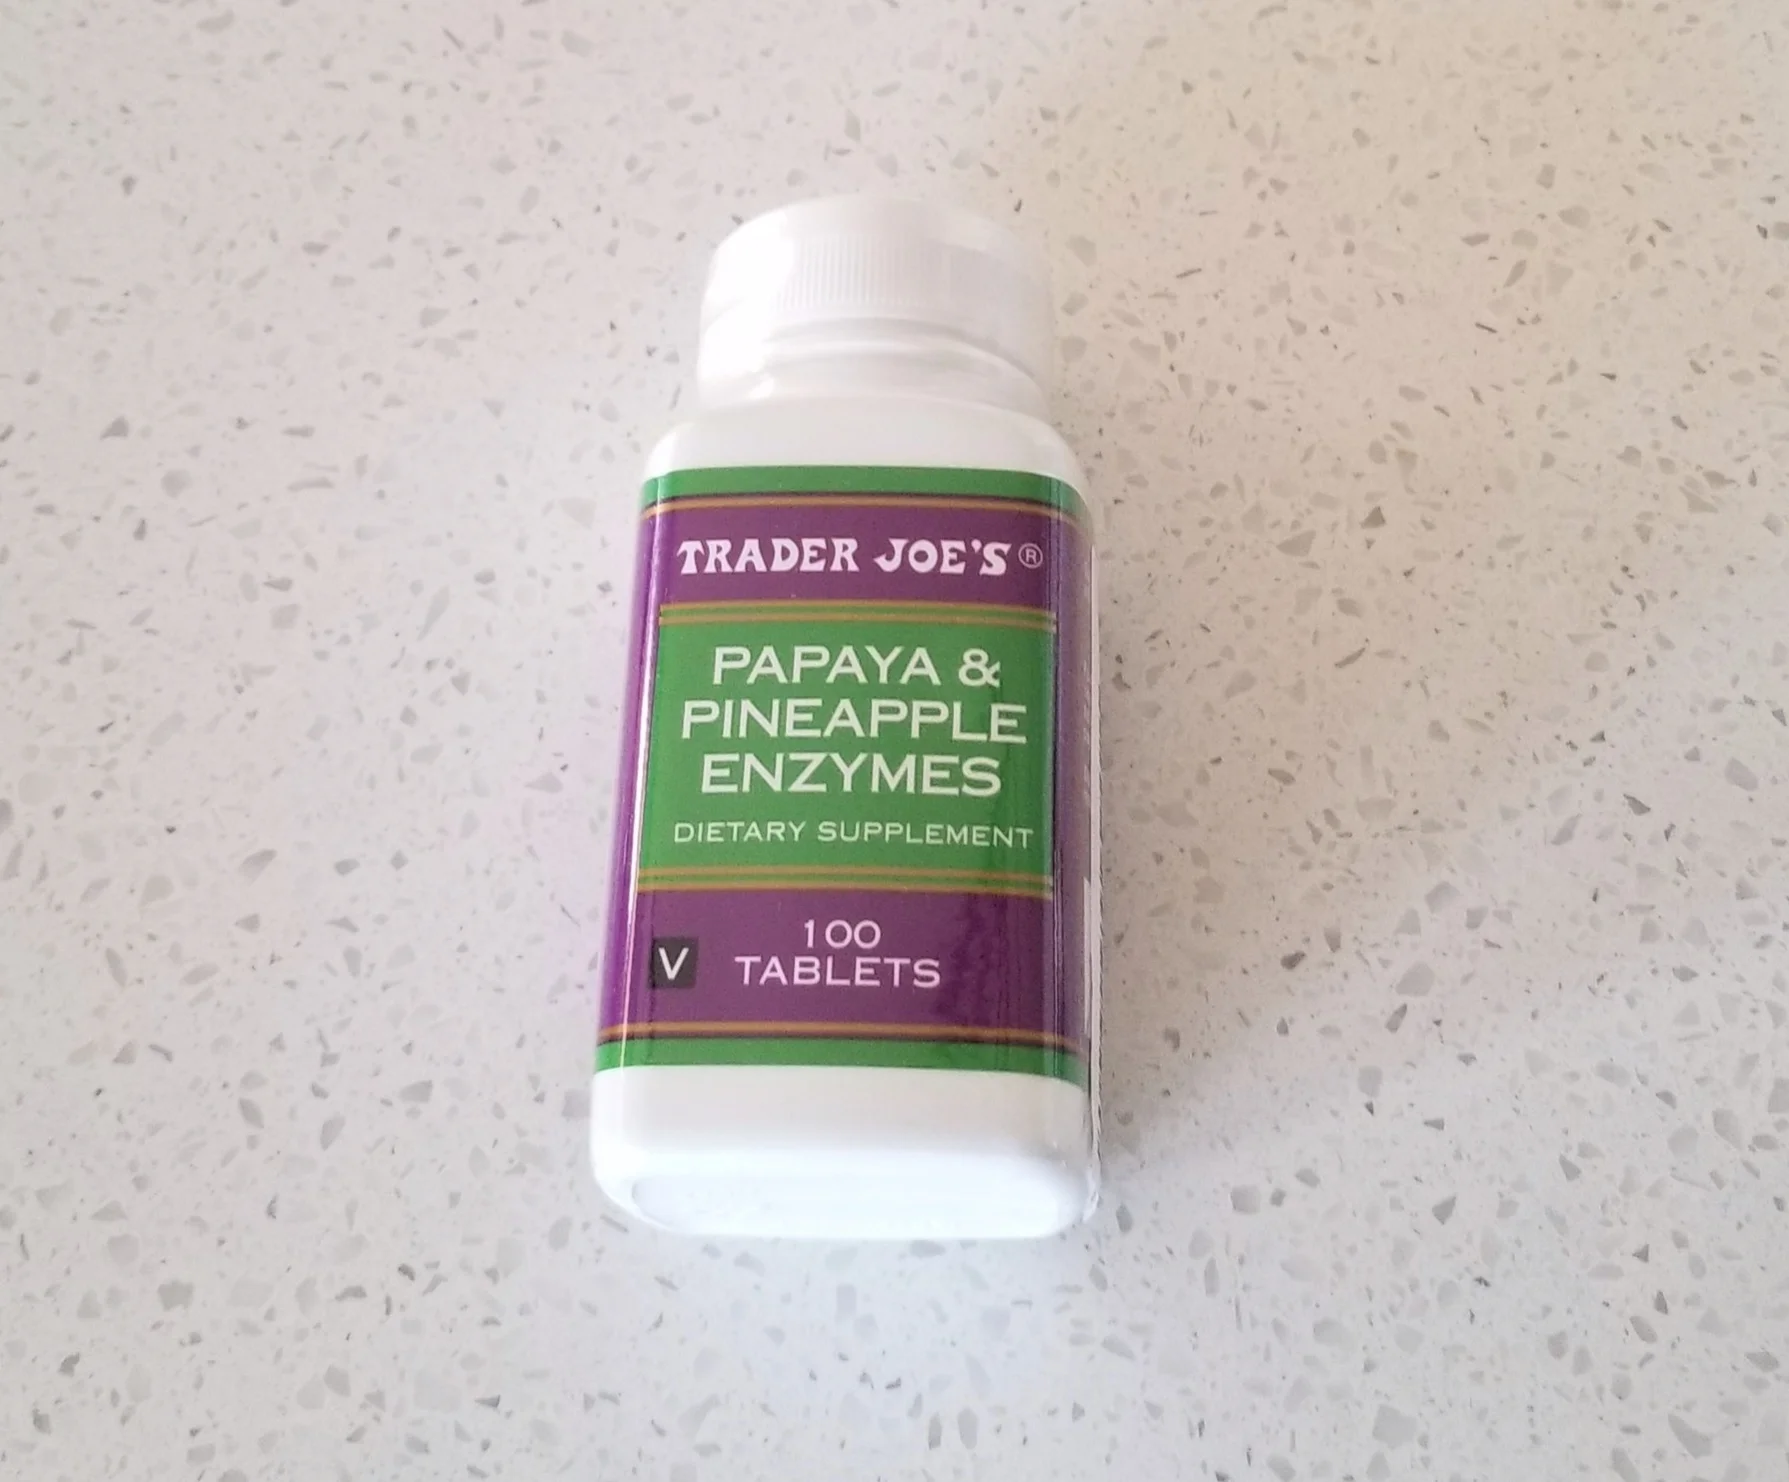 TRADER JOE'S®
PAPAYA &
PINEAPPLE
ENZYMES
DIETARY SUPPLEMENT
100
V TABLETS